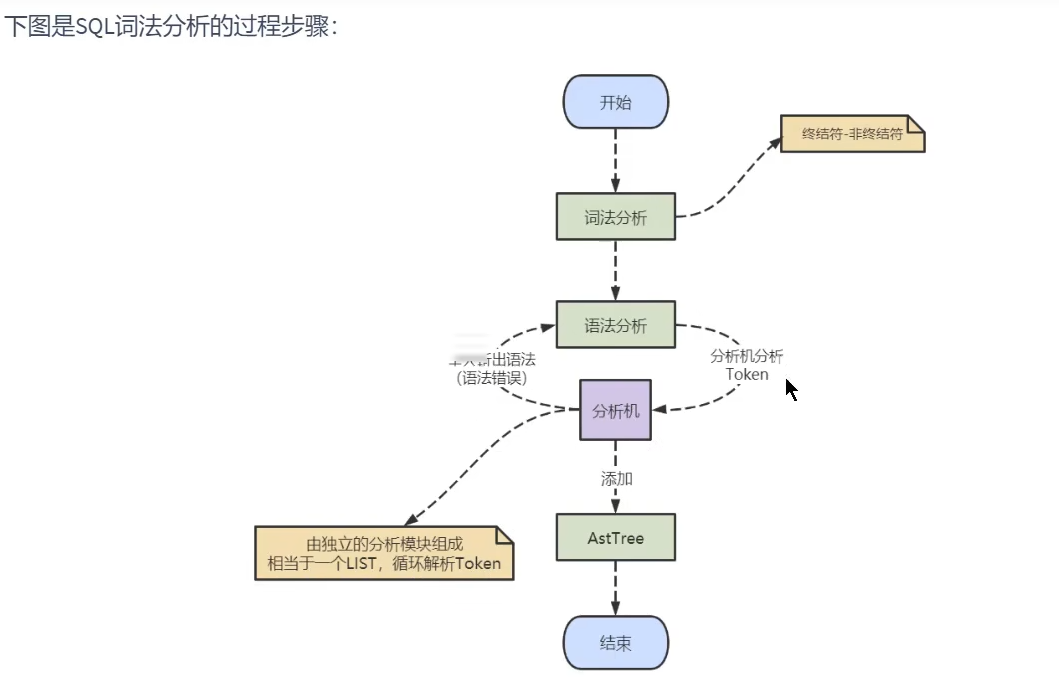 下图是SQL词法分析的过程步骤：
开始
终结符-非终结符
词法分析
语法分析
出语法
（语法错误）
分析机分析
Token
分析机
添加
由独立的分析模块组成
相当于一个LIST，循环解析Token
AstTree
结束